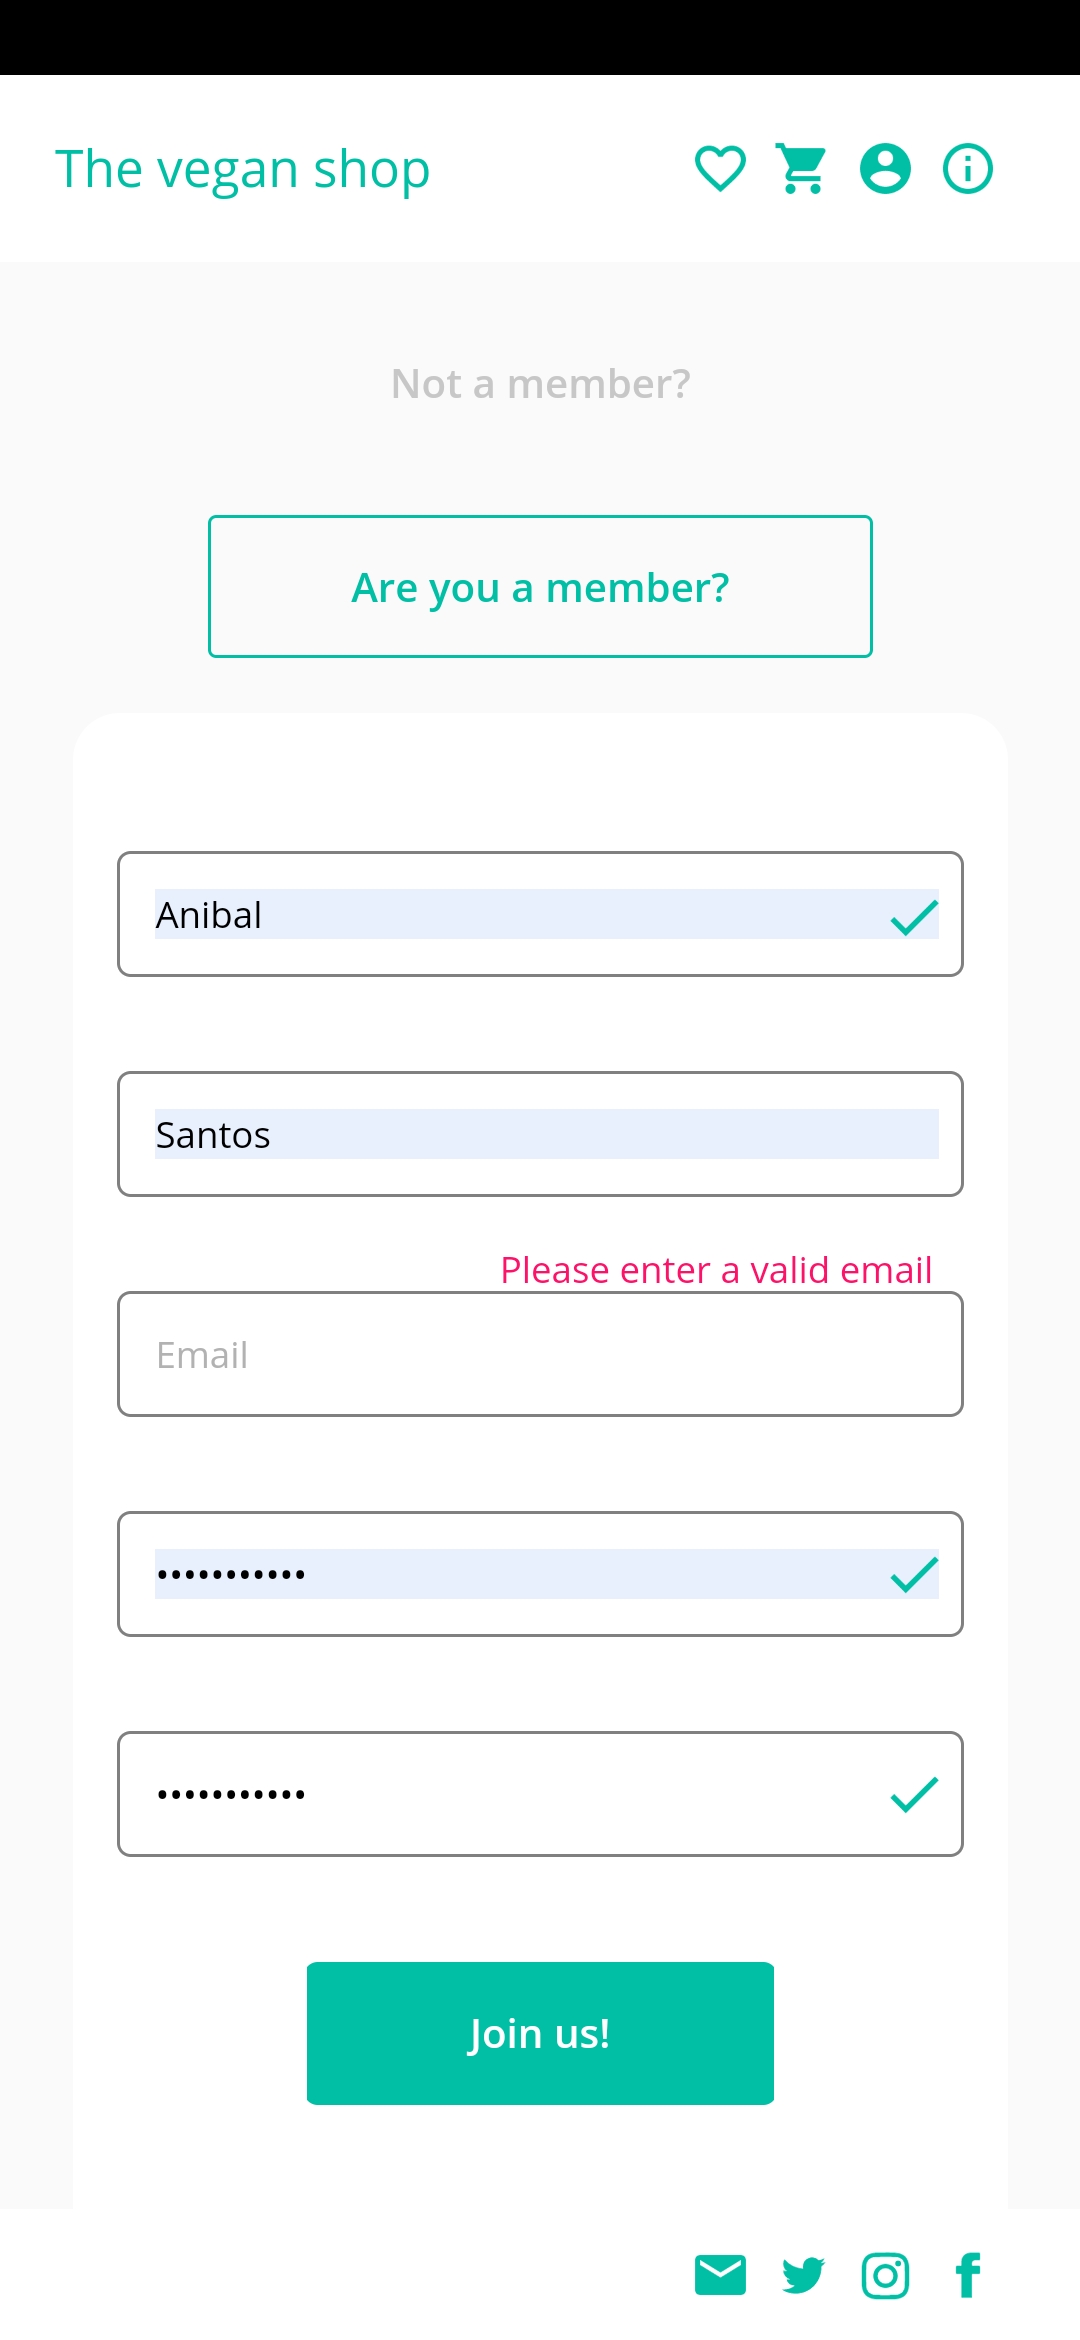 The vegan shop
Not a member?
Are you a member?
Anibal
Santos
Please enter a valid email
Email
•••••••••••
•••••••••••
Join us!